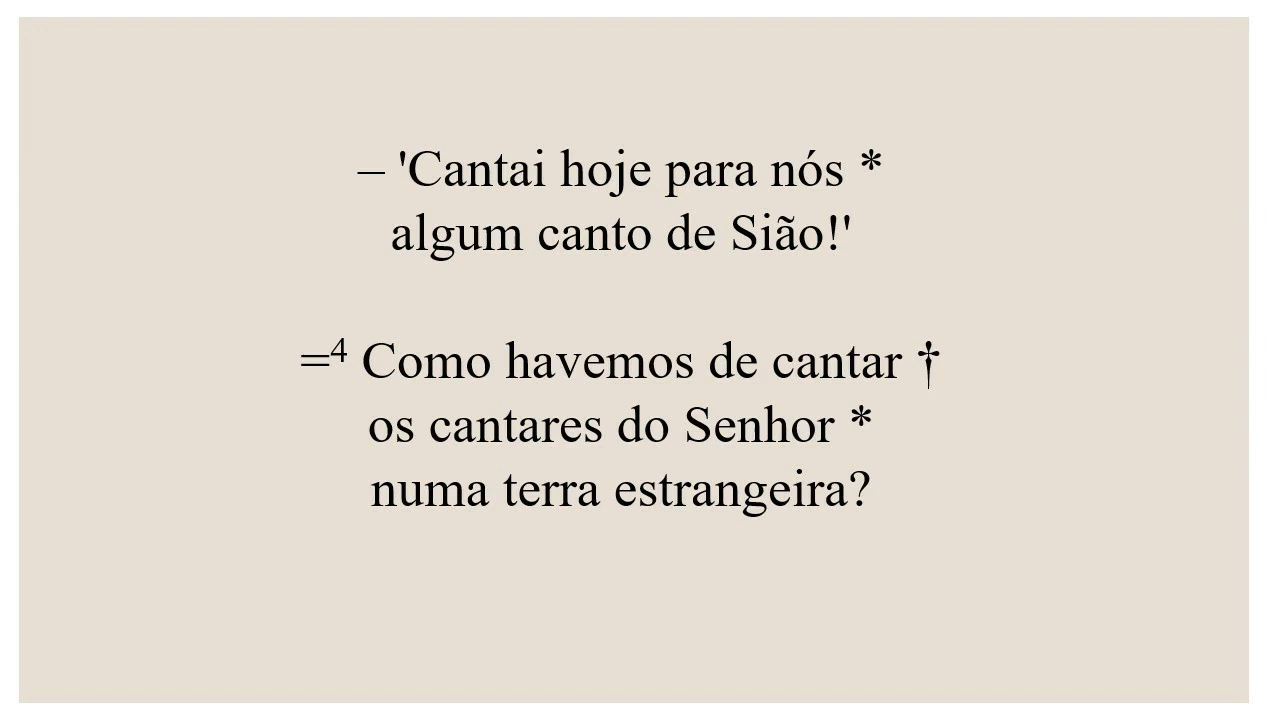 – 'Cantai hoje para nós *
algum canto de Sião!'
=⁴ Como havemos de cantar †
os cantares do Senhor *
numa terra estrangeira?